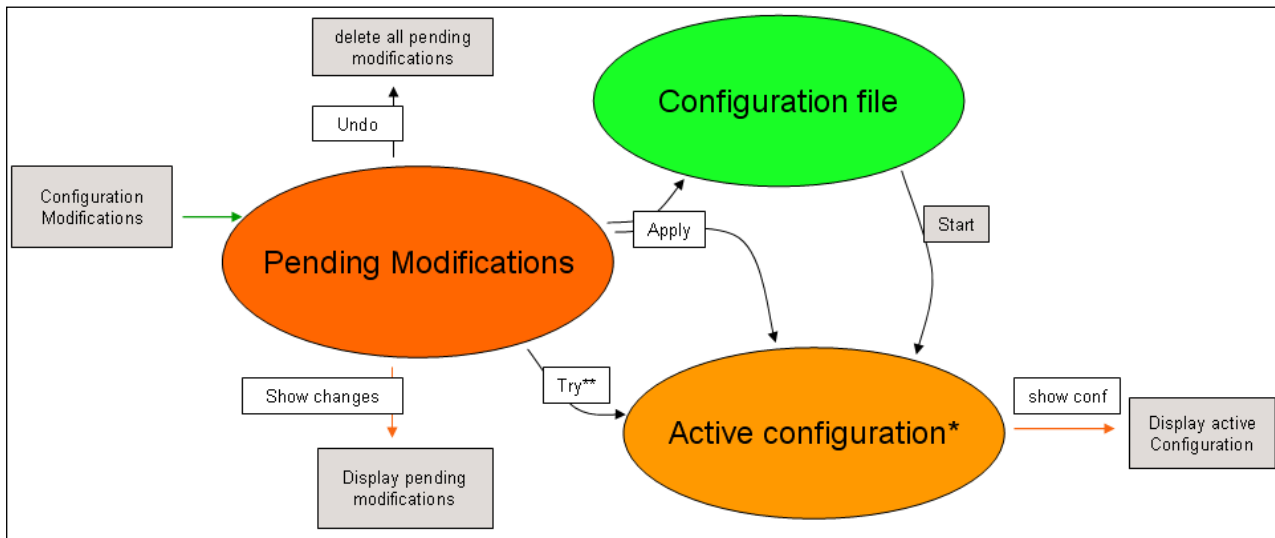 delete all pending
modifications
Configuration file
Undo
Configuration
Modifications
Apply
Start
Pending Modifications
Show changes
Try**
show conf
Active configuration*
Display active
Configuration
Display pending
modifications